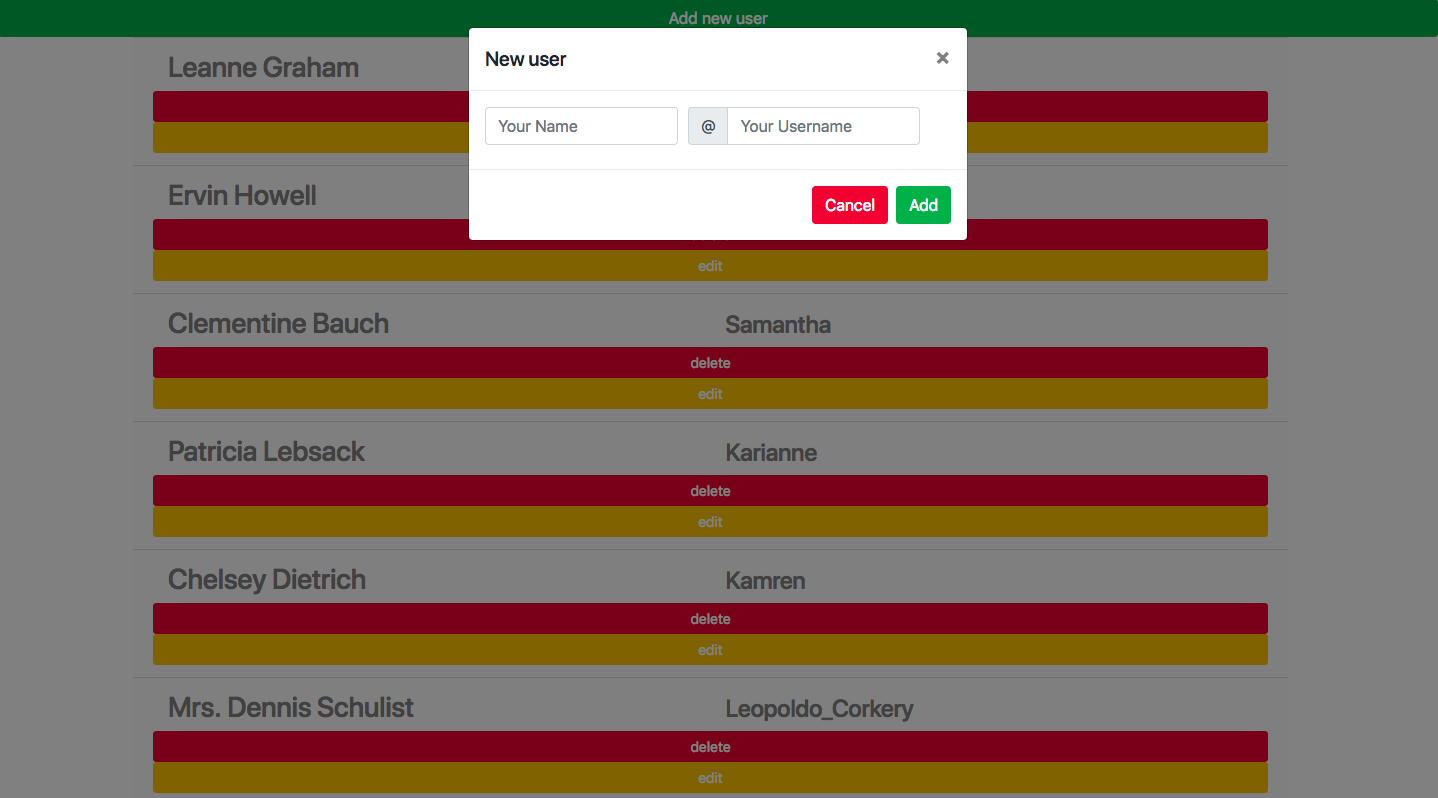 Add new user
New user ×
Your Name @ Your Username
Cancel Add
Leanne Graham
Ervin Howell
edit
Clementine Bauch Samantha
delete
edit
Patricia Lebsack Karianne
delete
edit
Chelsey Dietrich Kamren
delete
edit
Mrs. Dennis Schulist Leopoldo_Corkery
delete
edit